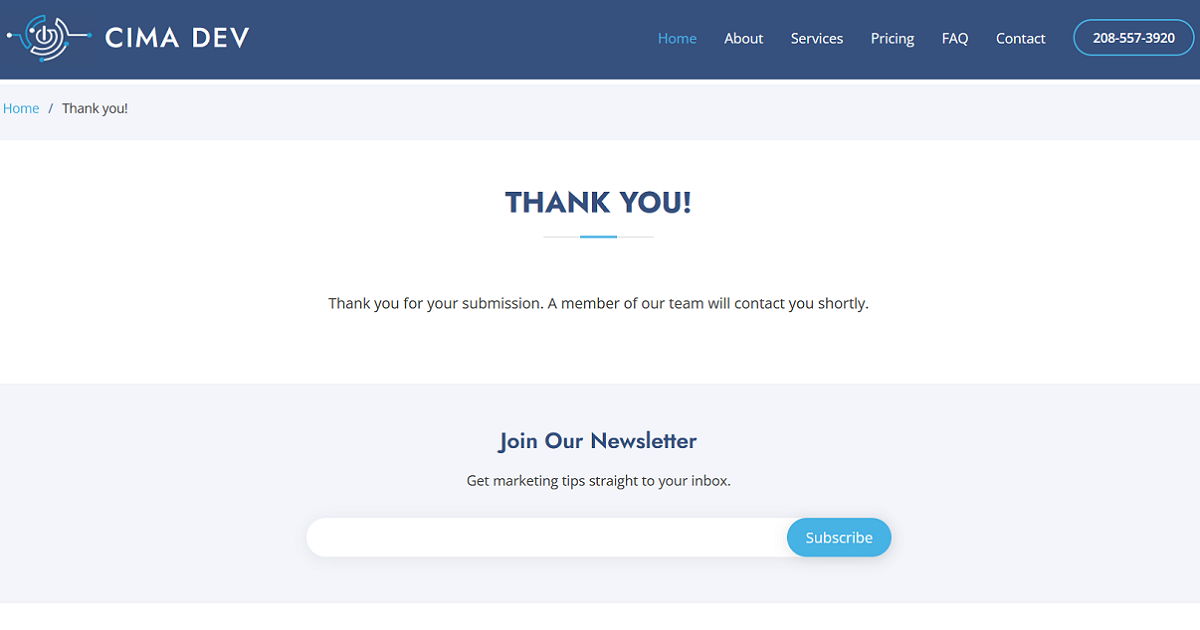 CIMA DEV
Home About Services Pricing FAQ Contact 208-557-3920
Home / Thank you!
THANK YOU!
Thank you for your submission. A member of our team will contact you shortly.
Join Our Newsletter
Get marketing tips straight to your inbox.
Subscribe